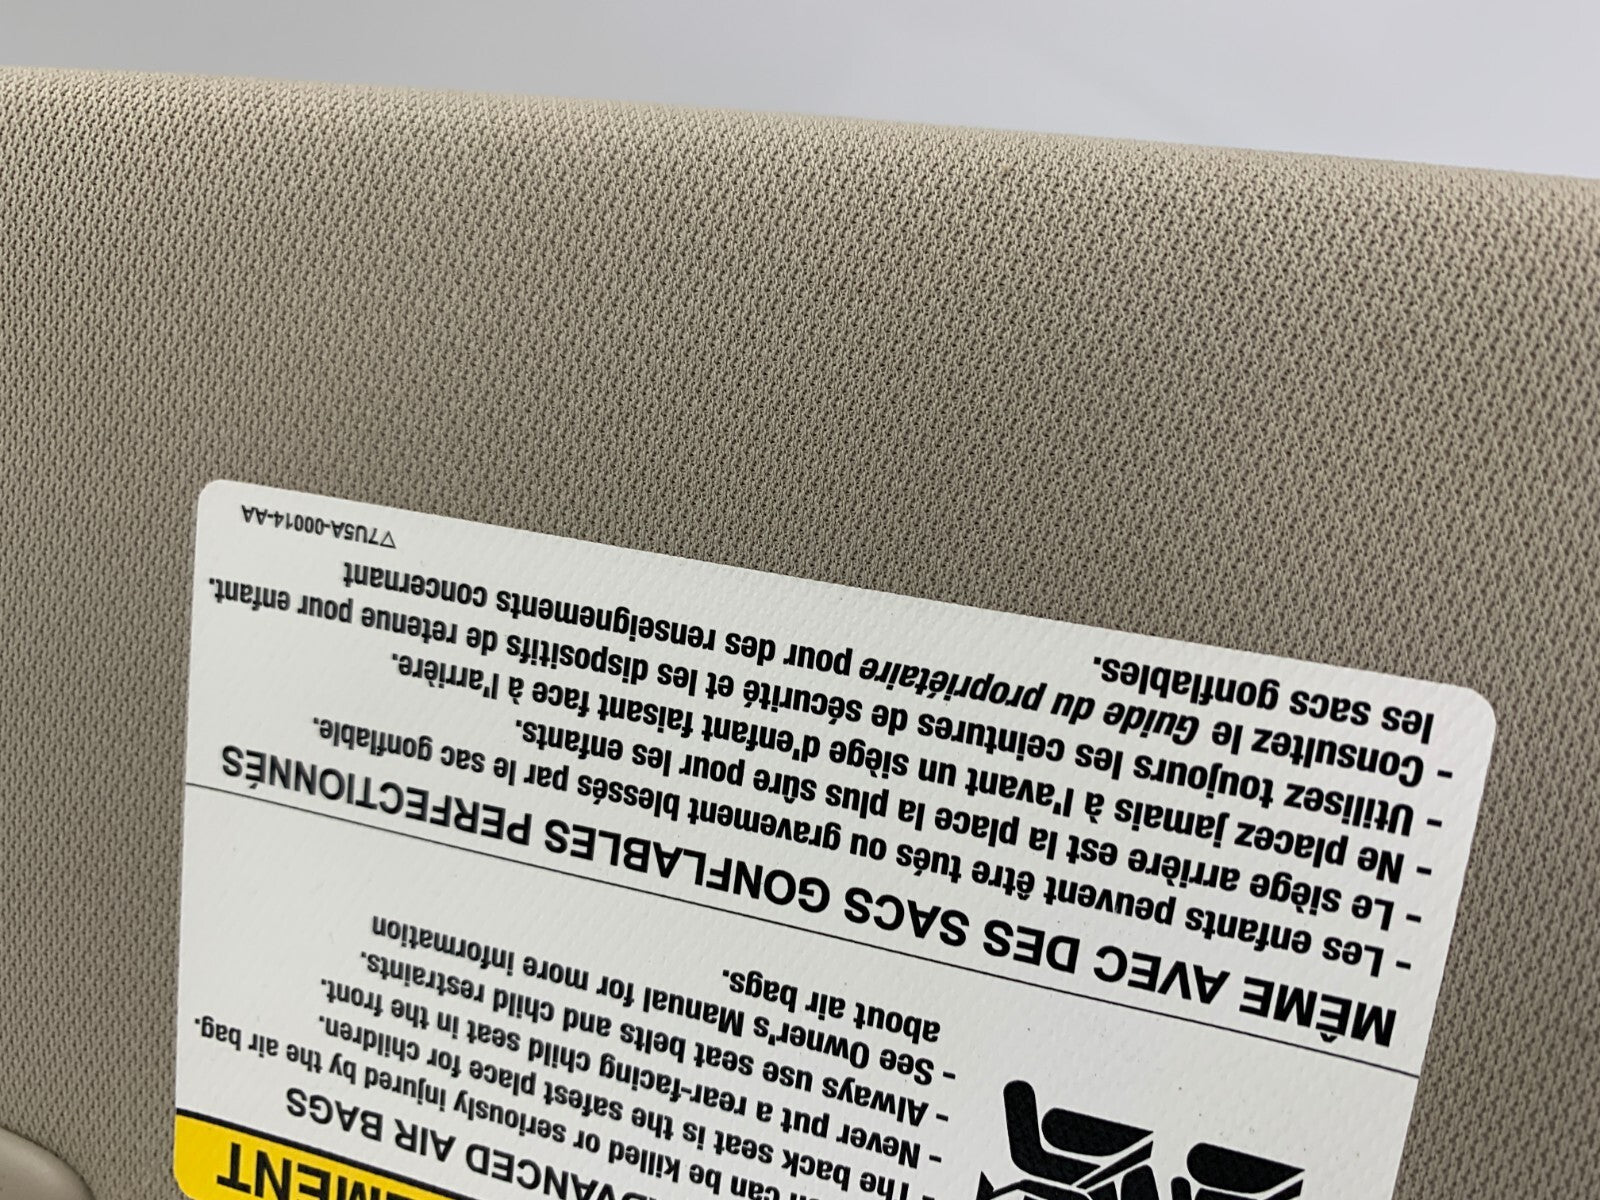 EMENT
DVANCED AIR BAGS
n can be killed or seriously injured by the air bag.
- The back seat is the safest place for children.
- Never put a rear-facing child seat in the front.
- Always use seat belts and child restraints.
- See Owner's Manual for more information
about air bags.
MÊME AVEC DES SACS GONFLABLES PERFECTIONNÉS
- Les enfants peuvent être tués ou gravement blessés par le sac gonflable.
- Le siège arrière est la place la plus sûre pour les enfants.
- Ne placez jamais à l'avant un siège d'enfant faisant face à l'arrière.
- Utilisez toujours les ceintures de sécurité et les dispositifs de retenue pour enfant.
- Consultez le Guide du propriétaire pour des renseignements concernant
les sacs gonflables.
▽7U5A-00014-AA